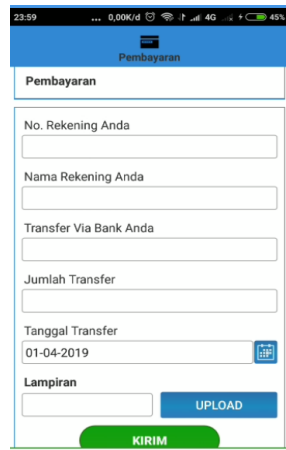 23:59 ... 0,00K/d 4G 45%
Pembayaran
Pembayaran
No. Rekening Anda
Nama Rekening Anda
Transfer Via Bank Anda
Jumlah Transfer
Tanggal Transfer
01-04-2019
Lampiran
UPLOAD
KIRIM